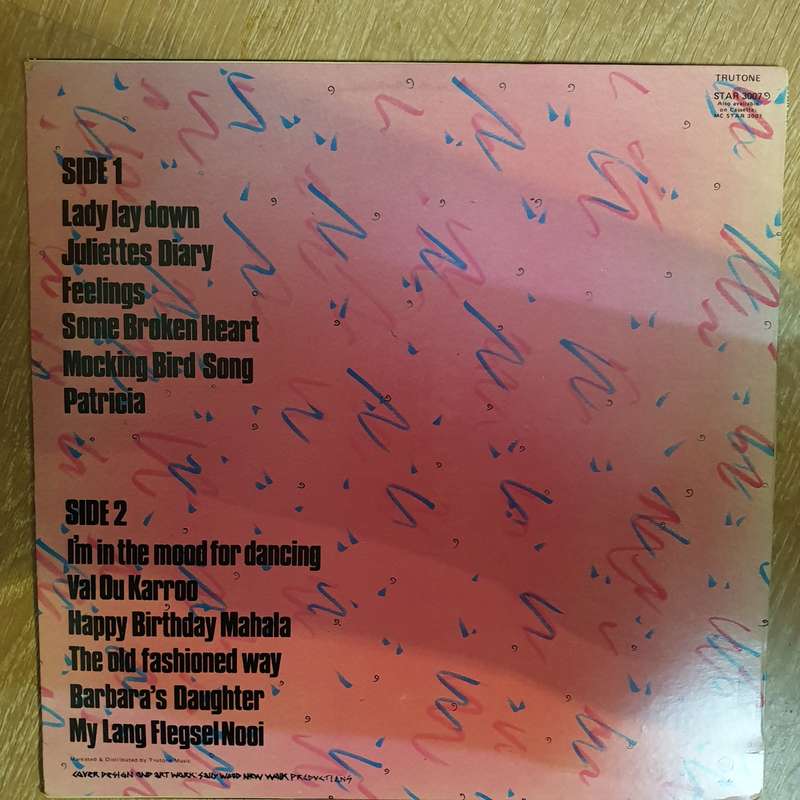 TRUTONE
STAR 3007
Also available
on Cassette:
MC STAR 3007
SIDE 1
Lady lay down
Juliettes Diary
Feelings
Some Broken Heart
Mocking Bird Song
Patricia
SIDE 2
I'm in the mood for dancing
Val Ou Karroo
Happy Birthday Mahala
The old fashioned way
Barbara's Daughter
My Lang Flegsel Nooi
Marketed & Distributed by Trutone Music
COVER DESIGN AND ART WORK: SALLY WOOD NEW WORK PRODUCTIONS